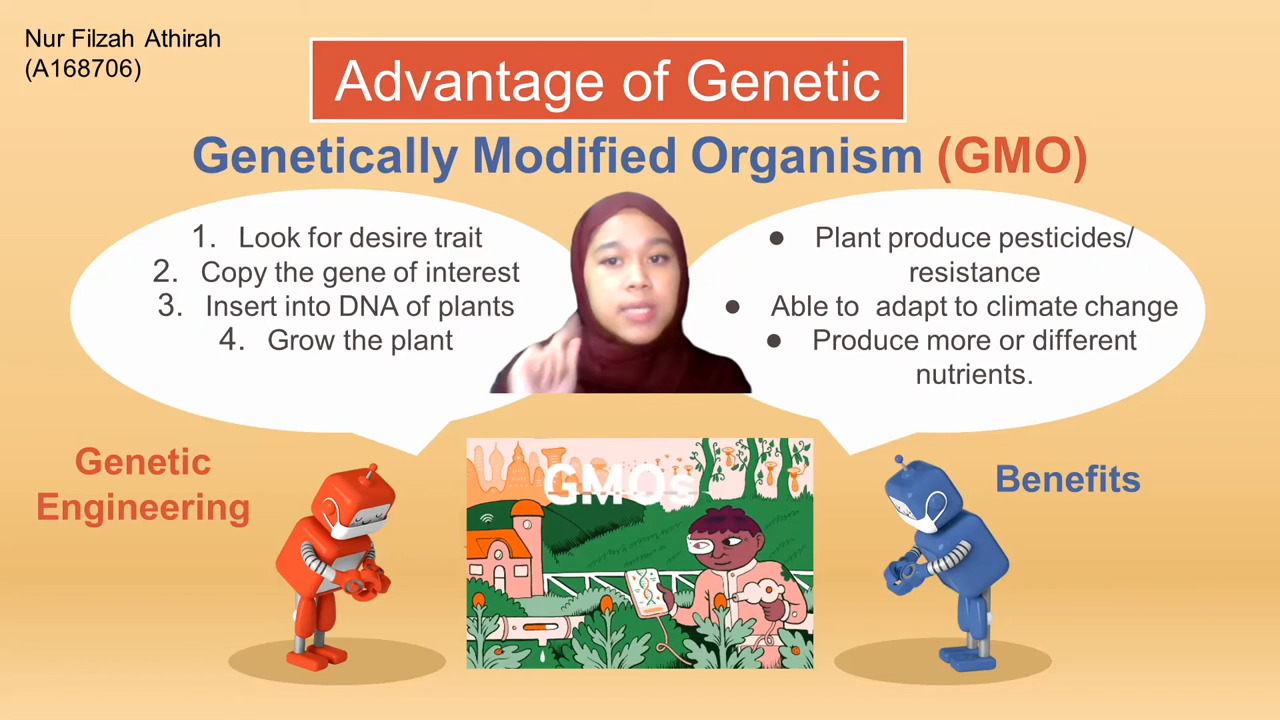 Nur Filzah Athirah
(A168706)
Advantage of Genetic
Genetically Modified Organism (GMO)
1. Look for desire trait
2. Copy the gene of interest
3. Insert into DNA of plants
4. Grow the plant
● Plant produce pesticides/
resistance
● Able to adapt to climate change
● Produce more or different
nutrients.
Genetic
Engineering
GMOs
Benefits